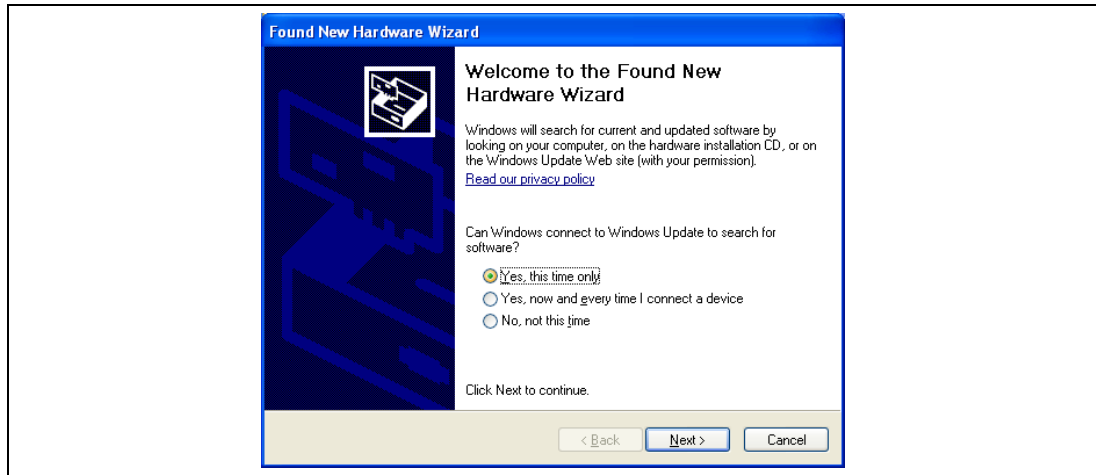 Found New Hardware Wizard
Welcome to the Found New
Hardware Wizard
Windows will search for current and updated software by
looking on your computer, on the hardware installation CD, or on
the Windows Update Web site (with your permission).
Read our privacy policy
Can Windows connect to Windows Update to search for
software?
Yes, this time only
Yes, now and every time I connect a device
No, not this time
Click Next to continue.
< Back Next > Cancel